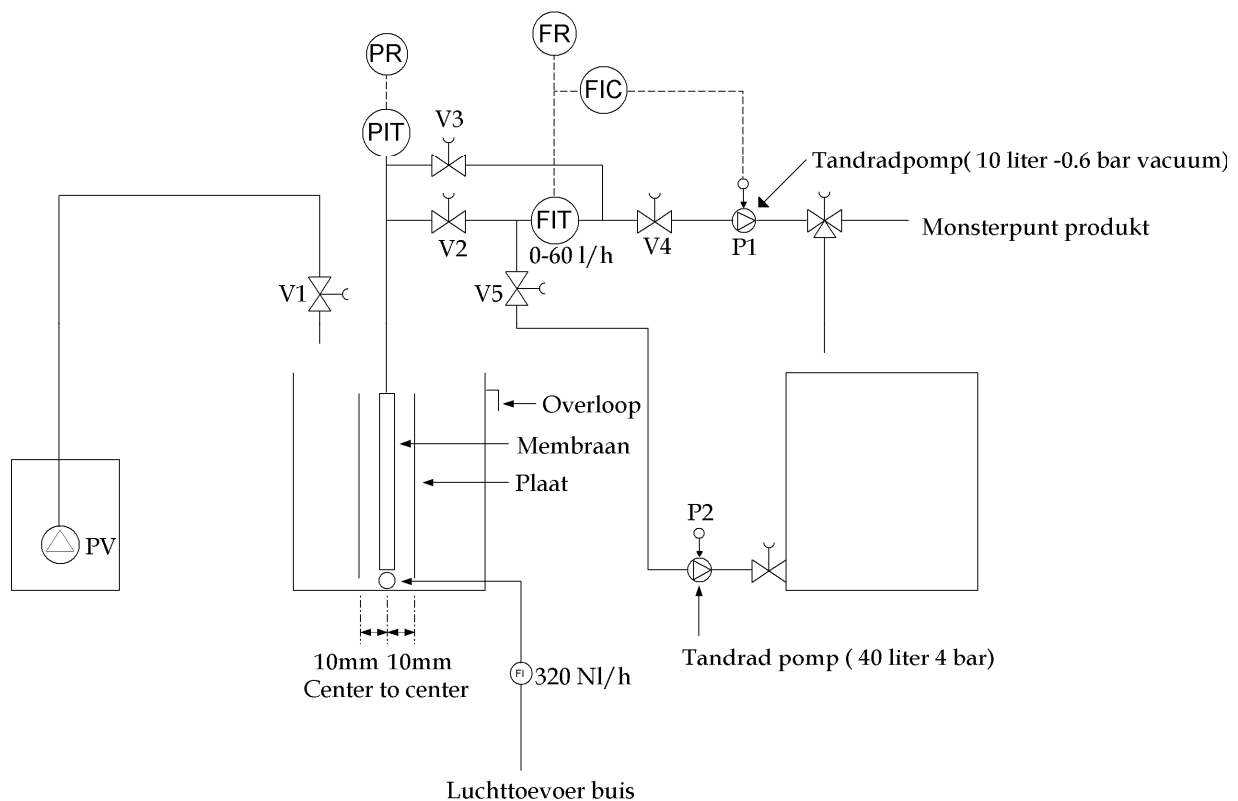 FR
PR
FIC
PIT
V3
Tandradpomp( 10 liter -0.6 bar vacuum)
FIT
V2
V4
P1
Monsterpunt produkt
0-60 l/h
V1
V5
Overloop
Membraan
Plaat
P2
PV
Tandrad pomp ( 40 liter 4 bar)
10mm 10mm
Center to center
FI
320 Nl/h
Luchttoevoer buis